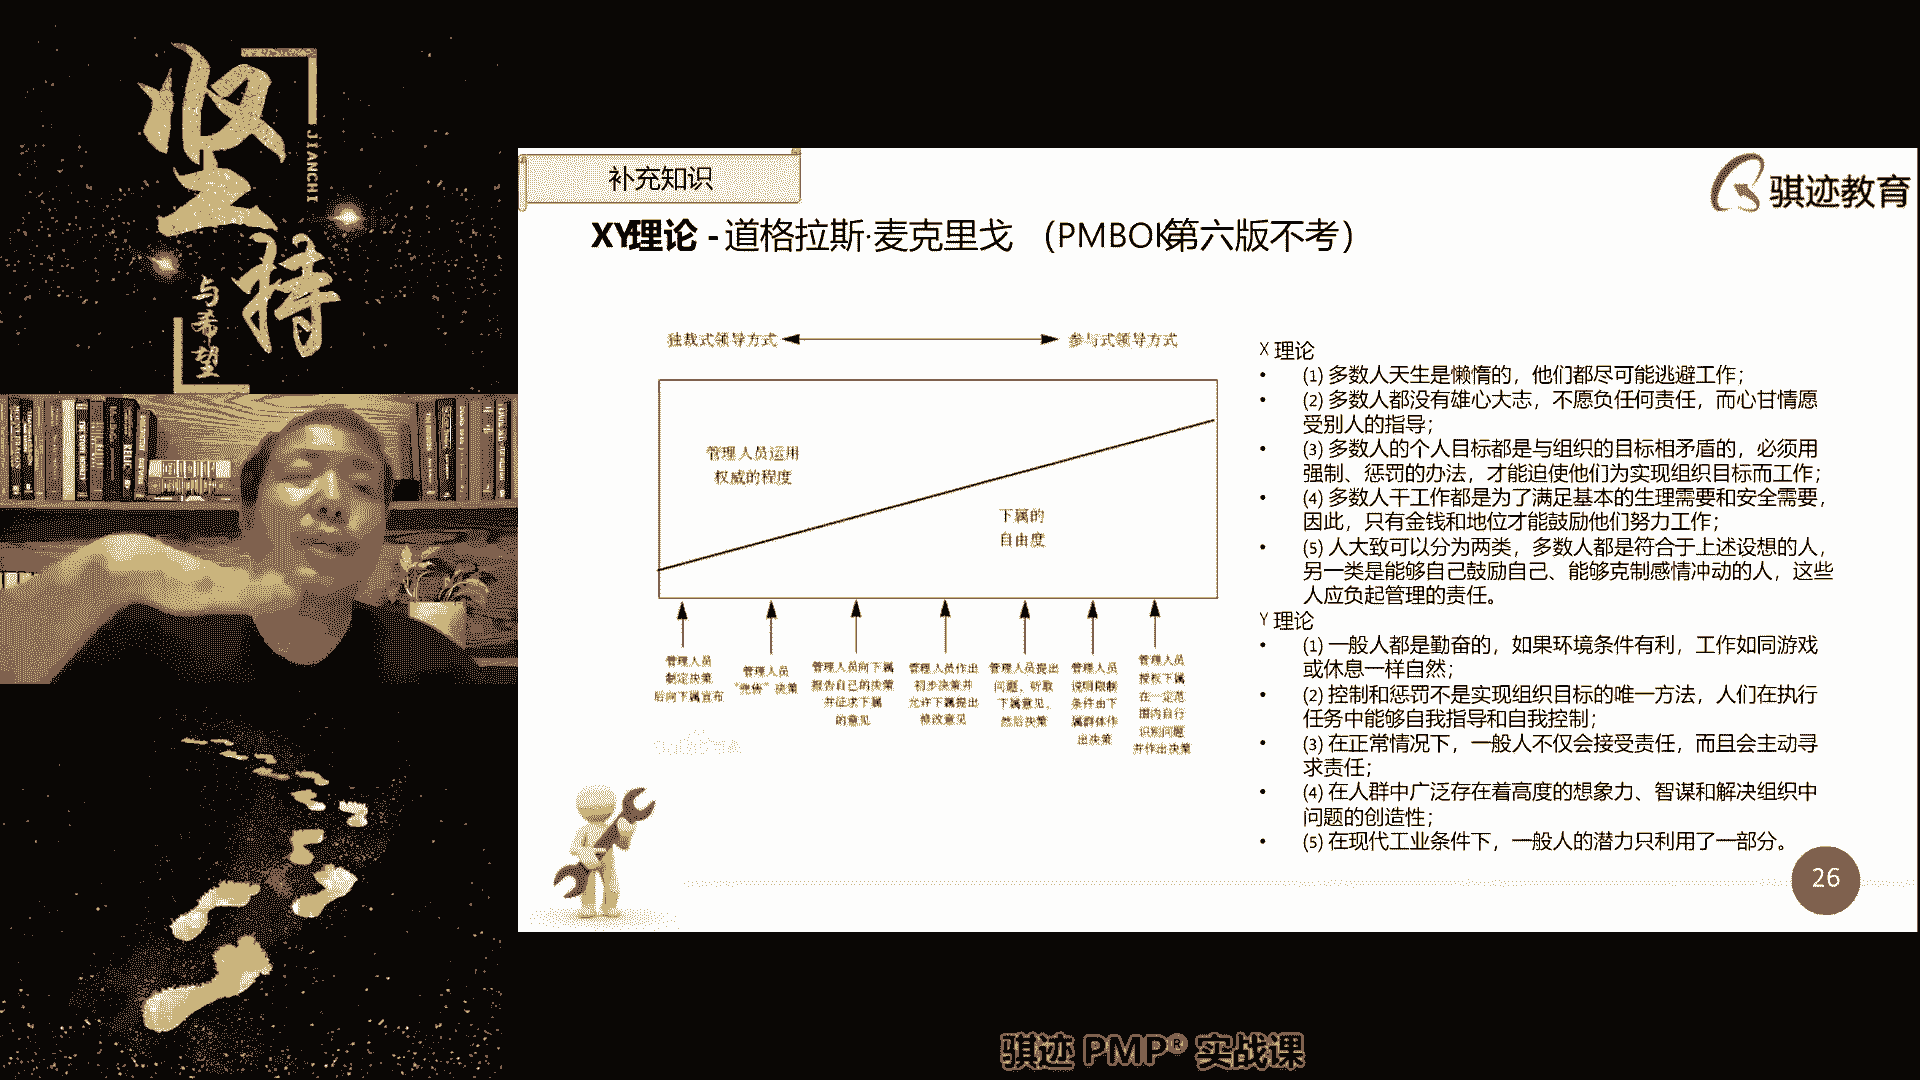 坚持
JIANCHI
与希望
补充知识
骐迹教育
XY理论 - 道格拉斯·麦克里戈 （PMBOK第六版不考）
独裁式领导方式
参与式领导方式
管理人员运用
权威的程度
下属的
自由度
管理人员
制定决策
后向下属宣布
管理人员
决策
管理人员向下属
报告自己的决策
并征求下属
的意见
管理人员作出
初步决策并
允许下属提出
修改意见
管理人员提出
问题，听取
下属意见，
然后决策
管理人员
说明限制
条件由下
属群体作
出决策
管理人员
授权下属
在一定范
围内自行
识别问题
并作出决策
X 理论
• (1) 多数人天生是懒惰的，他们都尽可能逃避工作；
• (2) 多数人都没有雄心大志，不愿负任何责任，而心甘情愿
受别人的指导；
• (3) 多数人的个人目标都是与组织的目标相矛盾的，必须用
强制、惩罚的办法，才能迫使他们为实现组织目标而工作；
• (4) 多数人干工作都是为了满足基本的生理需要和安全需要，
因此，只有金钱和地位才能鼓励他们努力工作；
• (5) 人大致可以分为两类，多数人都是符合于上述设想的人，
另一类是能够自己鼓励自己、能够克制感情冲动的人，这些
人应负起管理的责任。
Y 理论
• (1) 一般人都是勤奋的，如果环境条件有利，工作如同游戏
或休息一样自然；
• (2) 控制和惩罚不是实现组织目标的唯一方法，人们在执行
任务中能够自我指导和自我控制；
• (3) 在正常情况下，一般人不仅会接受责任，而且会主动寻
求责任；
• (4) 在人群中广泛存在着高度的想象力、智谋和解决组织中
问题的创造性；
• (5) 在现代工业条件下，一般人的潜力只利用了一部分。
26
骐迹 PMP® 实战课